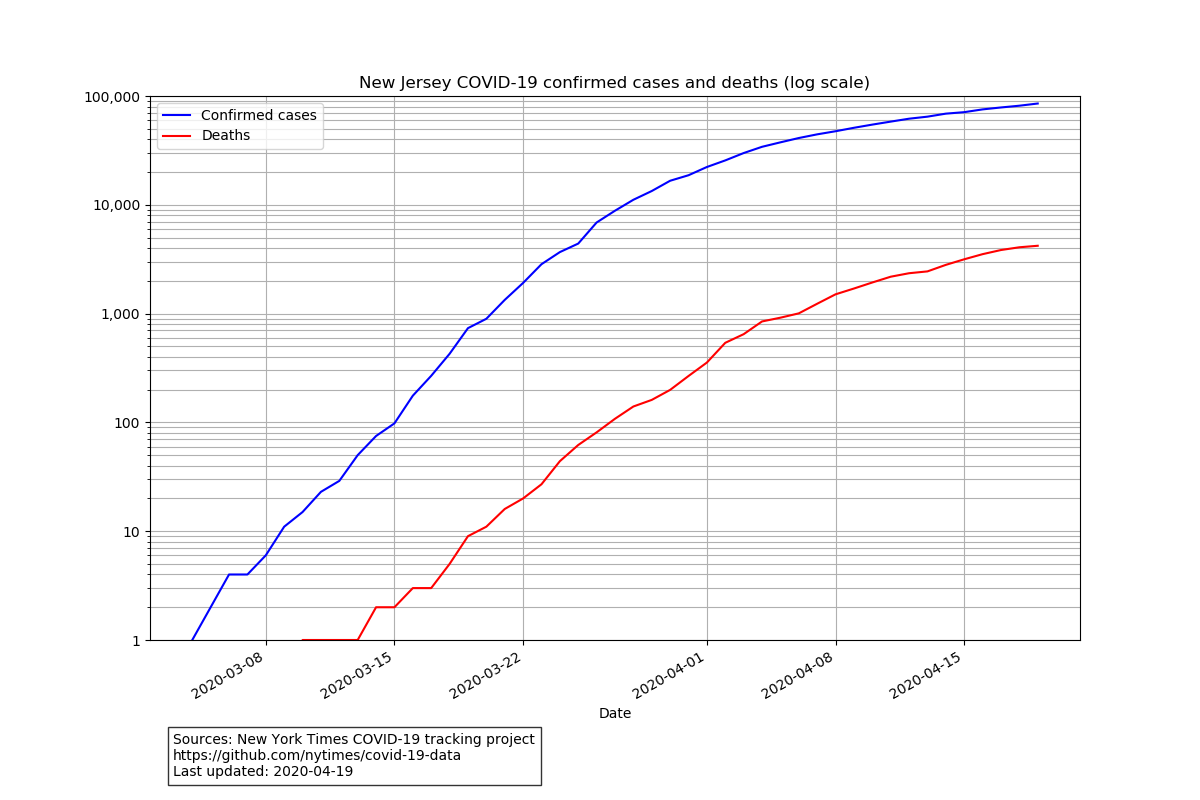 New Jersey COVID-19 confirmed cases and deaths (log scale)
100,000
10,000
1,000
100
10
1
Confirmed cases
Deaths
2020-03-08
2020-03-15
2020-03-22
2020-04-01
2020-04-08
2020-04-15
Date
Sources: New York Times COVID-19 tracking project
https://github.com/nytimes/covid-19-data
Last updated: 2020-04-19